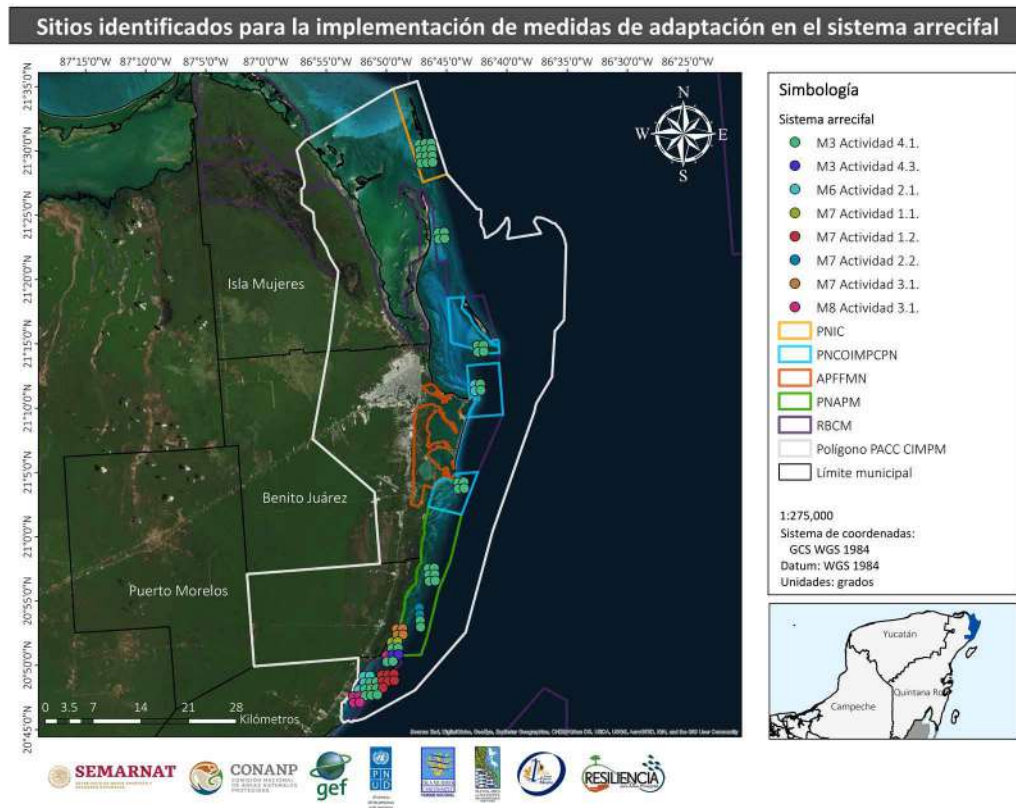 Sitios identificados para la implementación de medidas de adaptación en el sistema arrecifal
87°15'0"W 87°10'0"W 87°5'0"W 87°0'0"W 86°55'0"W 86°50'0"W 86°45'0"W 86°40'0"W 86°30'0"W 86°25'0"W
21°35'0"N
21°30'0"N
21°25'0"N
21°20'0"N
21°15'0"N
21°10'0"N
21°5'0"N
21°0'0"N
20°55'0"N
20°50'0"N
20°45'0"N
N
W E
S
Isla Mujeres
Benito Juárez
Puerto Morelos
0 3.5 7 14 21 28
Kilómetros
Simbología
Sistema arrecifal
M3 Actividad 4.1.
M3 Actividad 4.3.
M6 Actividad 2.1.
M7 Actividad 1.1.
M7 Actividad 1.2.
M7 Actividad 2.2.
M7 Actividad 3.1.
M8 Actividad 3.1.
PNIC
PNCOIMPCPN
APFFMN
PNAPM
RBCM
Polígono PACC CIMPM
Límite municipal
1:275,000
Sistema de coordenadas:
GCS WGS 1984
Datum: WGS 1984
Unidades: grados
Yucatán
Quintana Ro
Campeche
SEMARNAT
CONANP
COMISIÓN NACIONAL
DE ÁREAS NATURALES
PROTEGIDAS
gef
P N
U D
RESILIENCIA